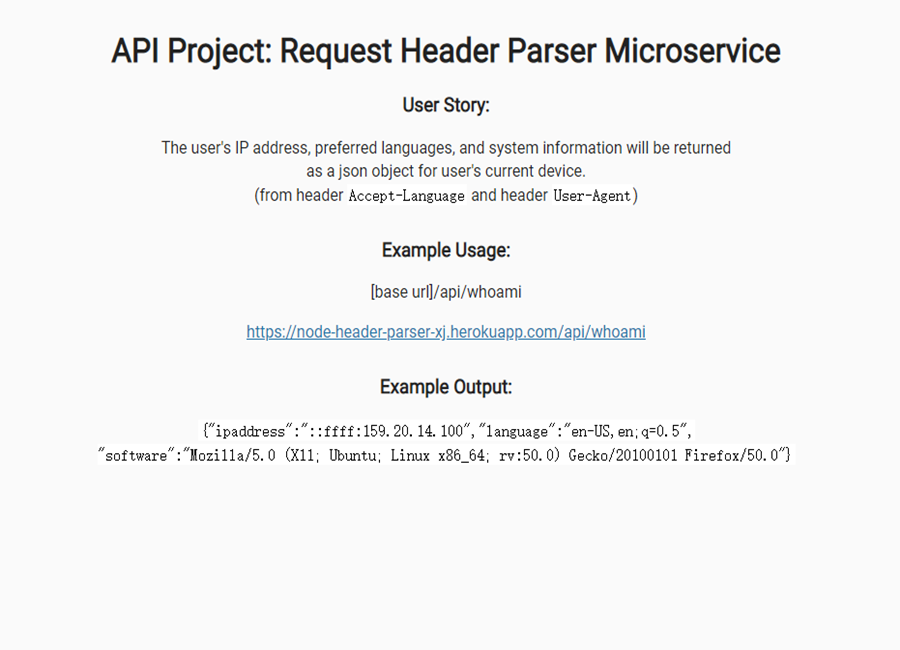 API Project: Request Header Parser Microservice
User Story:
The user's IP address, preferred languages, and system information will be returned
as a json object for user's current device.
(from header Accept-Language and header User-Agent)
Example Usage:
[base url]/api/whoami
https://node-header-parser-xj.herokuapp.com/api/whoami
Example Output:
{"ipaddress":"::ffff:159.20.14.100","language":"en-US,en;q=0.5",
"software":"Mozilla/5.0 (X11; Ubuntu; Linux x86_64; rv:50.0) Gecko/20100101 Firefox/50.0"}